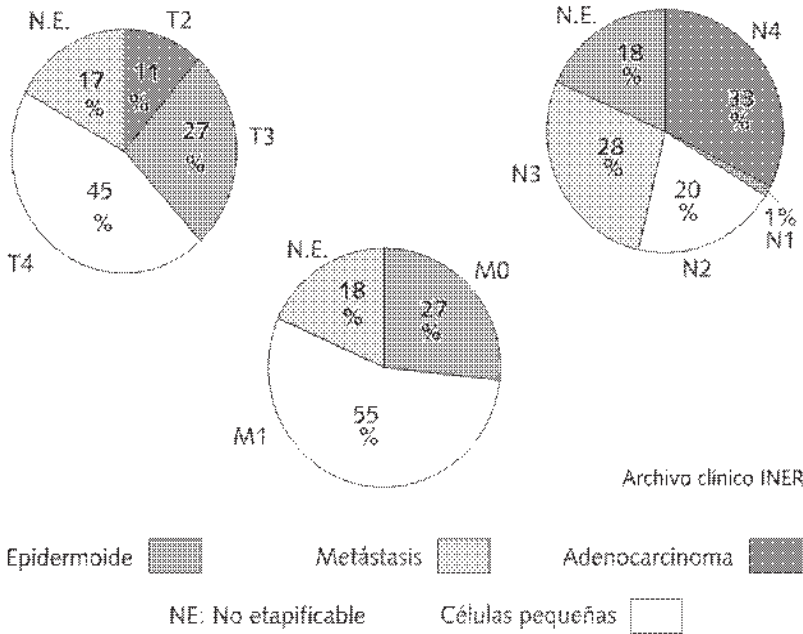 N.E.
T2
17
%
11
%
27
%
T3
45
%
T4
N.E.
N4
18
%
33
%
28
%
N3
20
%
1%
N1
N2
N.E.
M0
18
%
27
%
55
%
M1
Archivo clínico INER
Epidermoide
Metástasis
Adenocarcinoma
NE: No etapificable
Células pequeñas